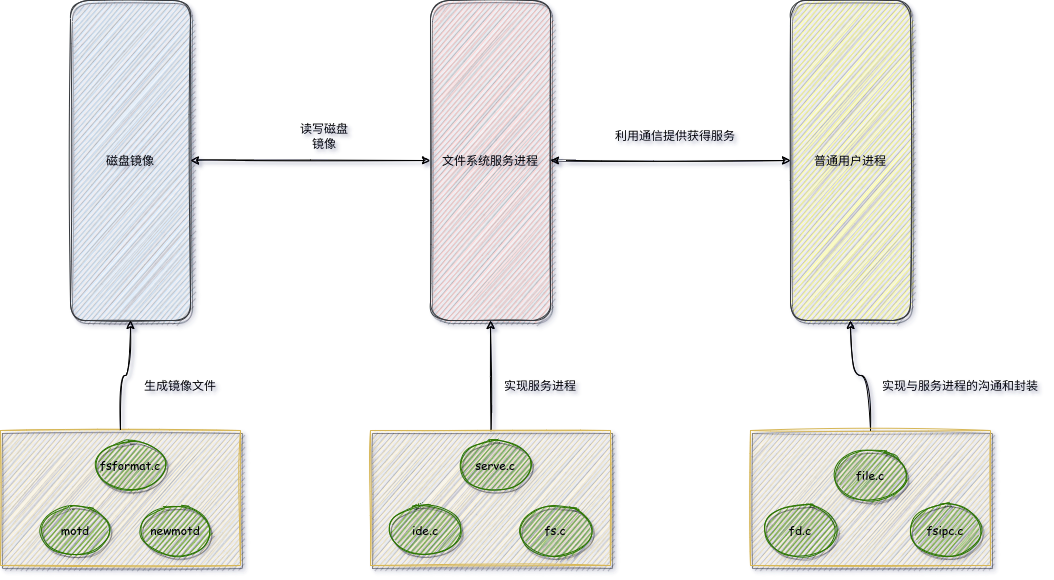 读写磁盘
镜像
利用通信提供获得服务
磁盘镜像
文件系统服务进程
普通用户进程
生成镜像文件
实现服务进程
实现与服务进程的沟通和封装
fsformat.c
motd
newmotd
serve.c
ide.c
fs.c
file.c
fd.c
fsipc.c